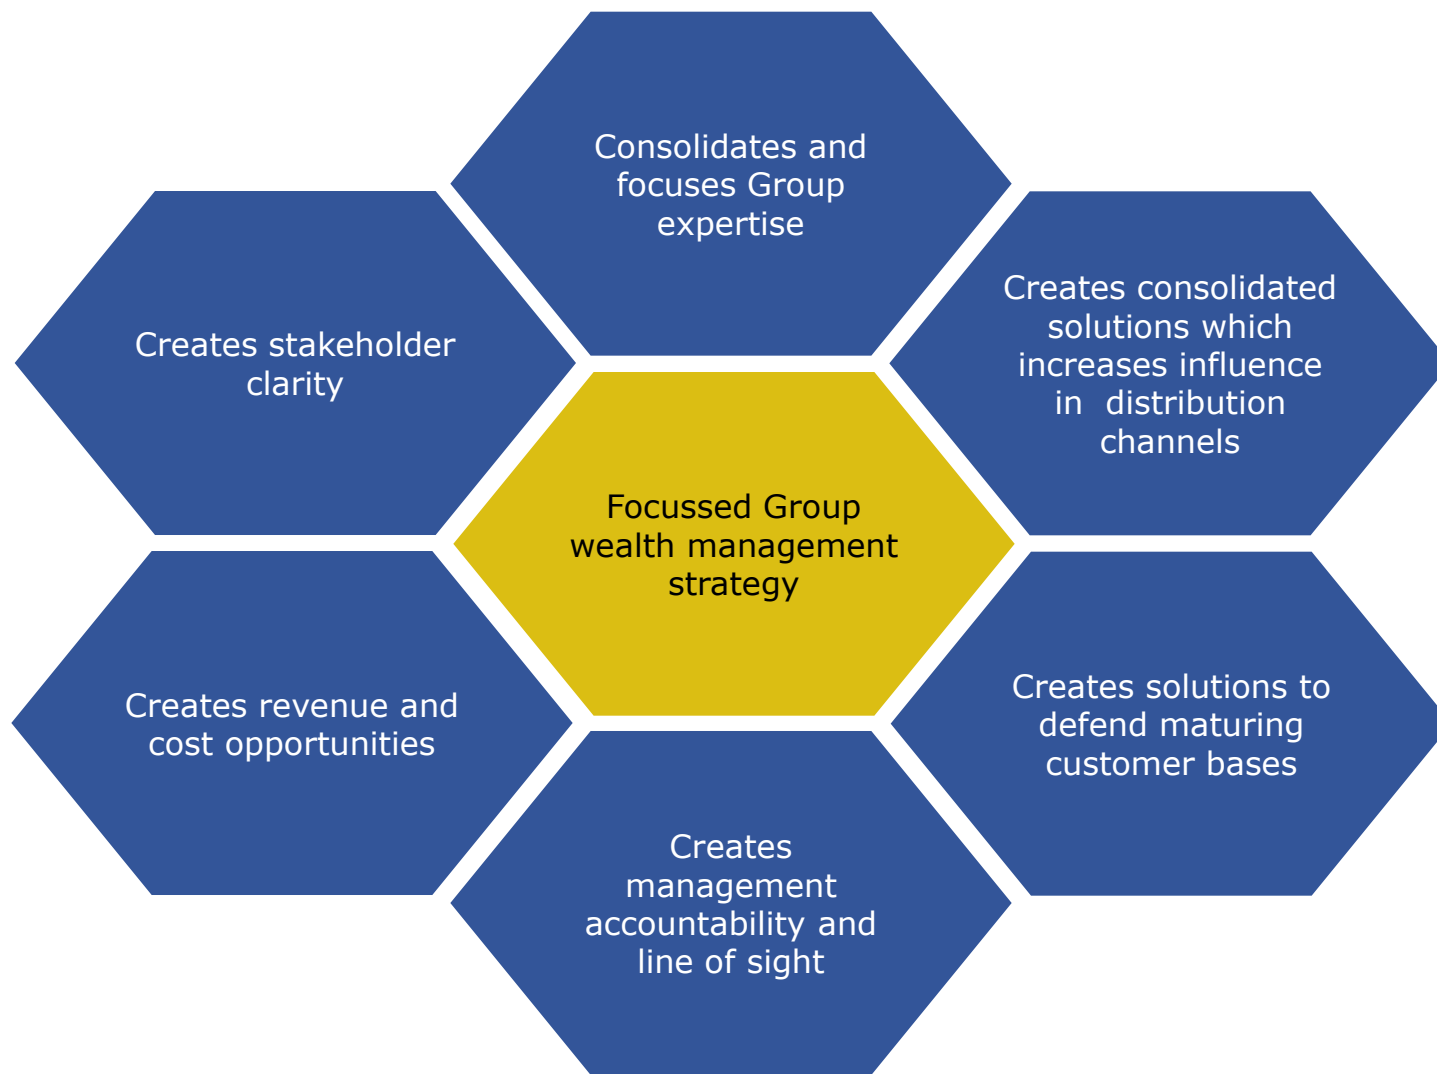 Consolidates and
focuses Group
expertise
Creates stakeholder
clarity
Creates consolidated
solutions which
increases influence
in  distribution
channels
Focussed Group
wealth management
strategy
Creates revenue and
cost opportunities
Creates solutions to
defend maturing
customer bases
Creates
management
accountability and
line of sight